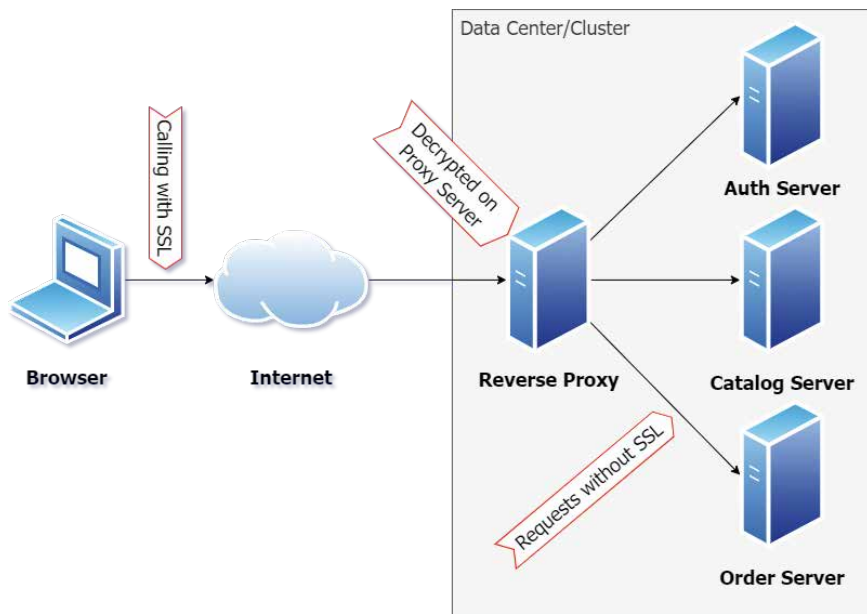 Data Center/Cluster
Calling with SSL
Decrypted on
Proxy Server
Auth Server
Browser
Internet
Reverse Proxy
Catalog Server
Requests without SSL
Order Server